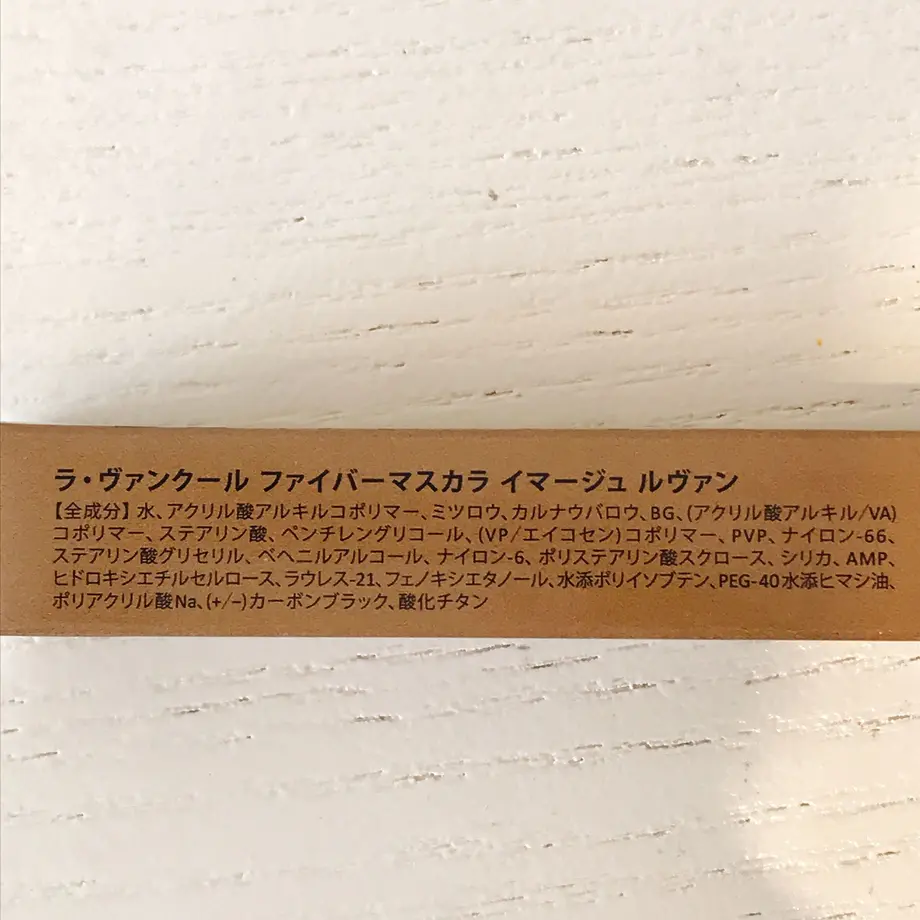 ラ・ヴァンクール ファイバーマスカラ イマージュ ルヴァン
【全成分】水、アクリル酸アルキルコポリマー、ミツロウ、カルナウバロウ、BG、(アクリル酸アルキル/VA)
コポリマー、ステアリン酸、ペンチレングリコール、(VP/エイコセン)コポリマー、PVP、ナイロン-66、
ステアリン酸グリセリル、ベヘニルアルコール、ナイロン-6、ポリステアリン酸スクロース、シリカ、AMP、
ヒドロキシエチルセルロース、ラウレス-21、フェノキシエタノール、水添ポリイソブテン、PEG-40水添ヒマシ油、
ポリアクリル酸Na、(+/−)カーボンブラック、酸化チタン